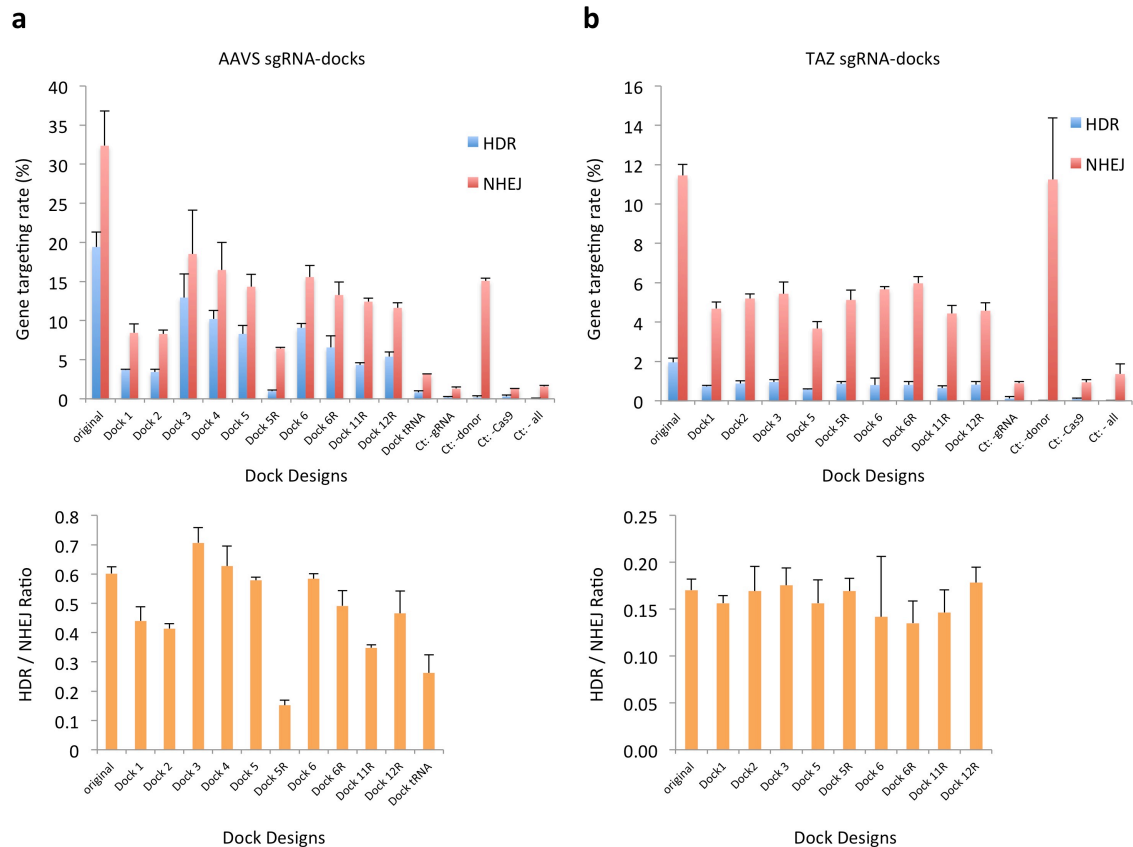 a
AAVS sgRNA-docks
Gene targeting rate (%)
40
35
30
25
20
15
10
5
0
HDR
NHEJ
original
Dock 1
Dock 2
Dock 3
Dock 4
Dock 5
Dock 5R
Dock 6
Dock 6R
Dock 11R
Dock 12R
Dock tRNA
Ct: -gRNA
Ct: -donor
Ct: -Cas9
Ct: - all
Dock Designs
b
TAZ sgRNA-docks
Gene targeting rate (%)
16
14
12
10
8
6
4
2
0
HDR
NHEJ
original
Dock1
Dock2
Dock 3
Dock 5
Dock 5R
Dock 6
Dock 6R
Dock 11R
Dock 12R
Ct: -gRNA
Ct: -donor
Ct: -Cas9
Ct: - all
Dock Designs
HDR / NHEJ Ratio
0.8
0.7
0.6
0.5
0.4
0.3
0.2
0.1
0
original
Dock 1
Dock 2
Dock 3
Dock 4
Dock 5
Dock 5R
Dock 6
Dock 6R
Dock 11R
Dock 12R
Dock tRNA
Dock Designs
HDR / NHEJ Ratio
0.25
0.20
0.15
0.10
0.05
0.00
original
Dock1
Dock2
Dock 3
Dock 5
Dock 5R
Dock 6
Dock 6R
Dock 11R
Dock 12R
Dock Designs